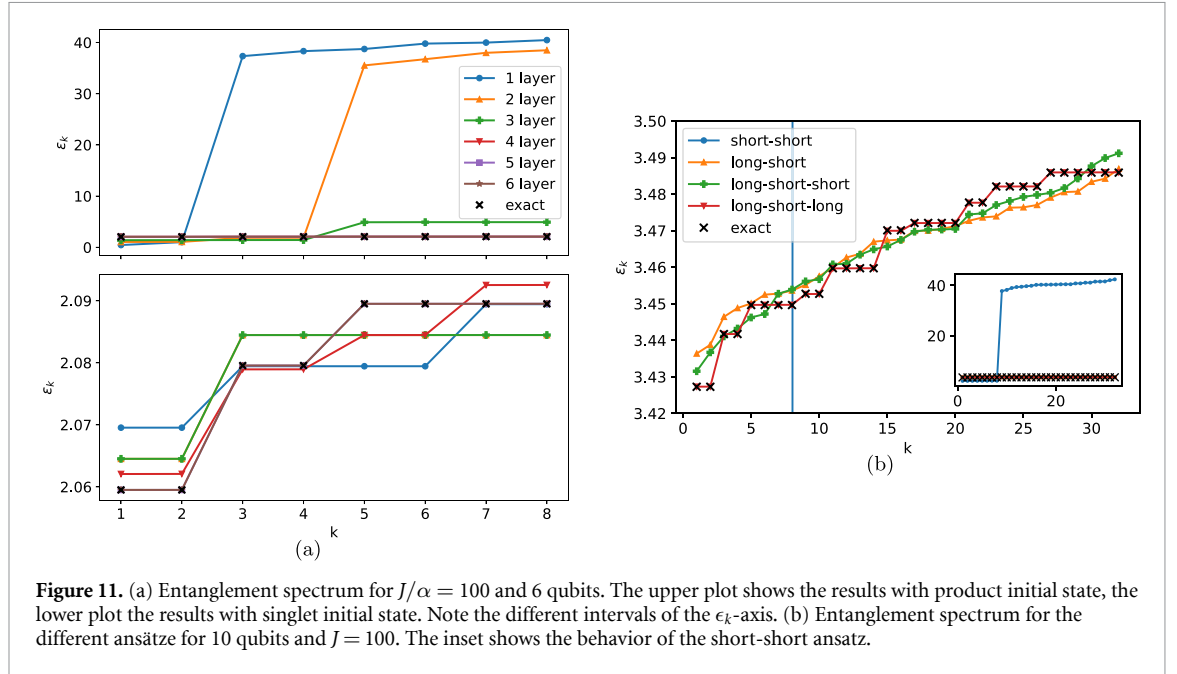 40
30
20
10
0
ϵk
1 layer
2 layer
3 layer
4 layer
5 layer
6 layer
exact
2.09
2.08
2.07
2.06
ϵk
1 2 3 4 5 6 7 8
k
(a)
3.50
3.49
3.48
3.47
3.46
3.45
3.44
3.43
3.42
ϵk
short-short
long-short
long-short-short
long-short-long
exact
40
20
0 20
0 5 10 15 20 25 30
k
(b)
Figure 11. (a) Entanglement spectrum for J/α = 100 and 6 qubits. The upper plot shows the results with product initial state, the
lower plot the results with singlet initial state. Note the different intervals of the ϵk-axis. (b) Entanglement spectrum for the
different ansätze for 10 qubits and J = 100. The inset shows the behavior of the short-short ansatz.